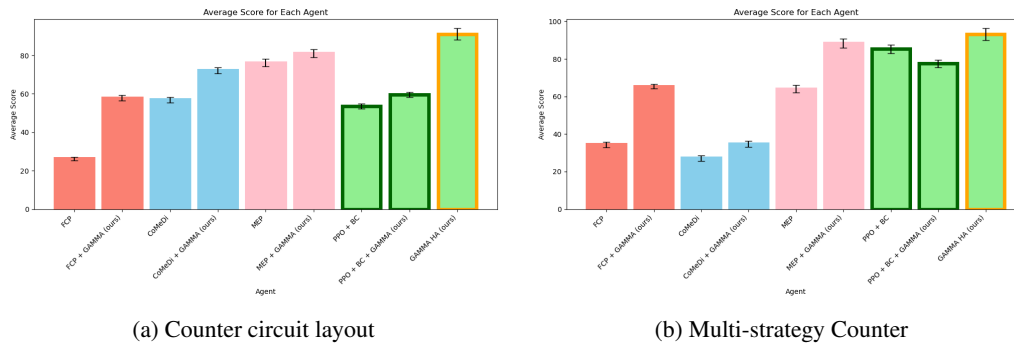 Average Score for Each Agent
Average Score
80
60
40
20
0
FCP
FCP + GAMMA (ours)
CoMeDi
CoMeDi + GAMMA (ours)
MEP
MEP + GAMMA (ours)
PPO + BC
PPO + BC + GAMMA (ours)
GAMMA HA (ours)
Agent
(a) Counter circuit layout
Average Score for Each Agent
Average Score
100
80
60
40
20
0
FCP
FCP + GAMMA (ours)
CoMeDi
CoMeDi + GAMMA (ours)
MEP
MEP + GAMMA (ours)
PPO + BC
PPO + BC + GAMMA (ours)
GAMMA HA (ours)
Agent
(b) Multi-strategy Counter